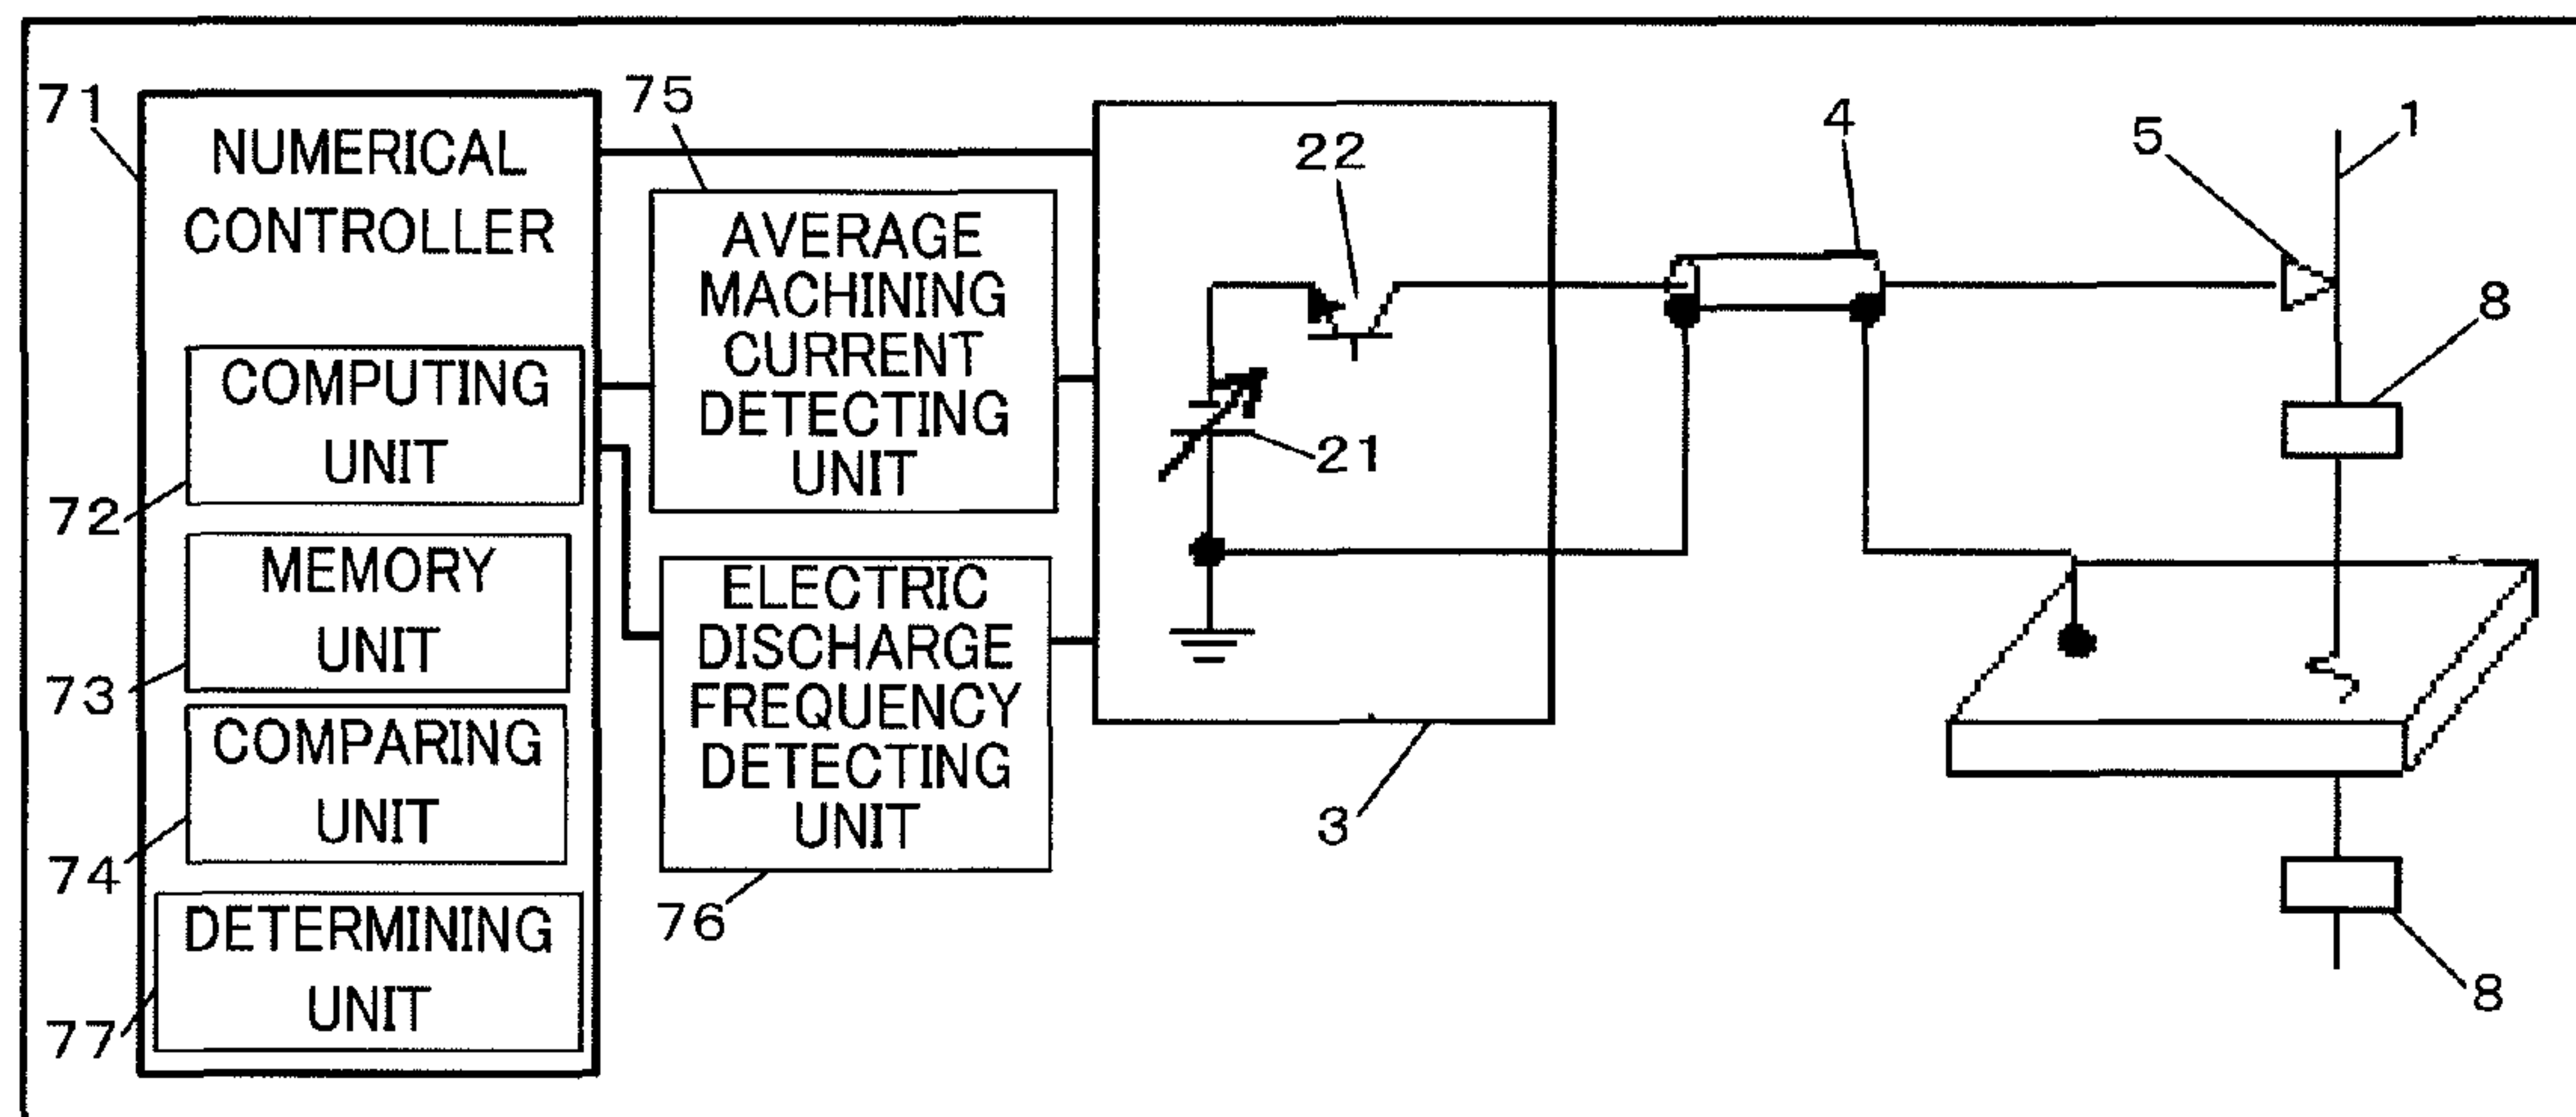 71
NUMERICAL
CONTROLLER
COMPUTING
UNIT
72
MEMORY
UNIT
73
COMPARING
UNIT
74
DETERMINING
UNIT
77
75
AVERAGE
MACHINING
CURRENT
DETECTING
UNIT
ELECTRIC
DISCHARGE
FREQUENCY
DETECTING
UNIT
76
22
21
3
4
5
1
8
8